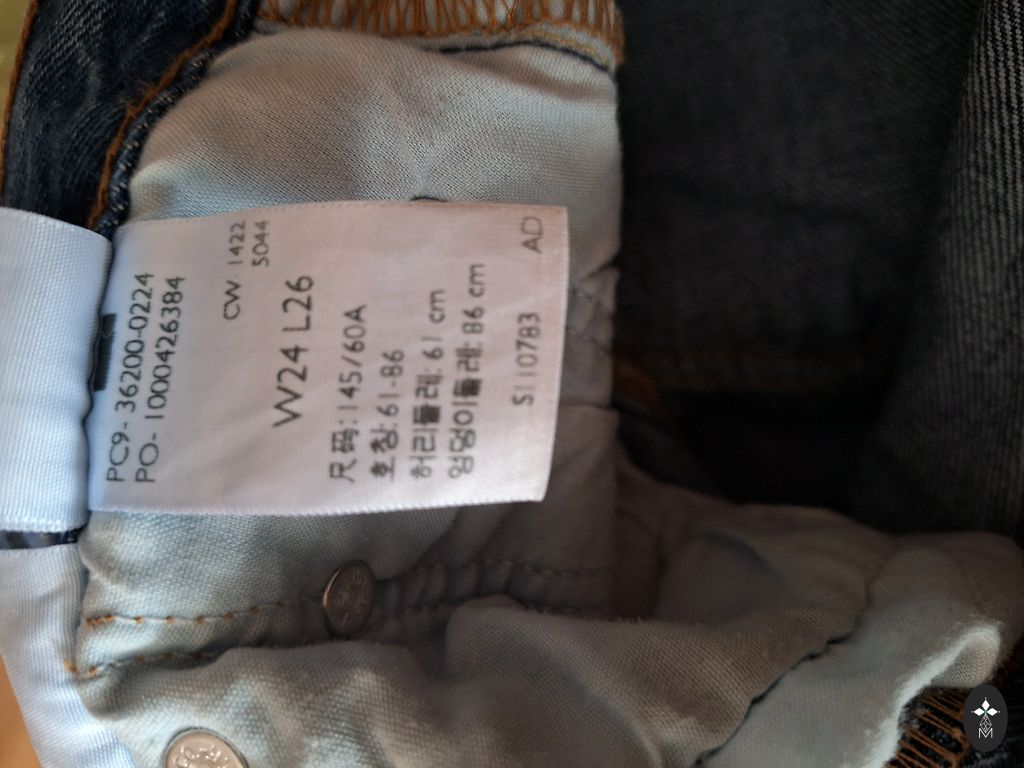 PC9- 36200-0224
PO- 1000426384
CW 1422
5044
W24 L26
尺码:145/60A
호칭:61-86
허리둘레:61 cm
엉덩이둘레:86 cm
S110783
AD
M